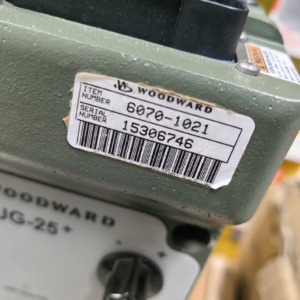 WOODWARD
ITEM NUMBER 6070-1021
SERIAL NUMBER 15306746
WOODWARD
UG-25+